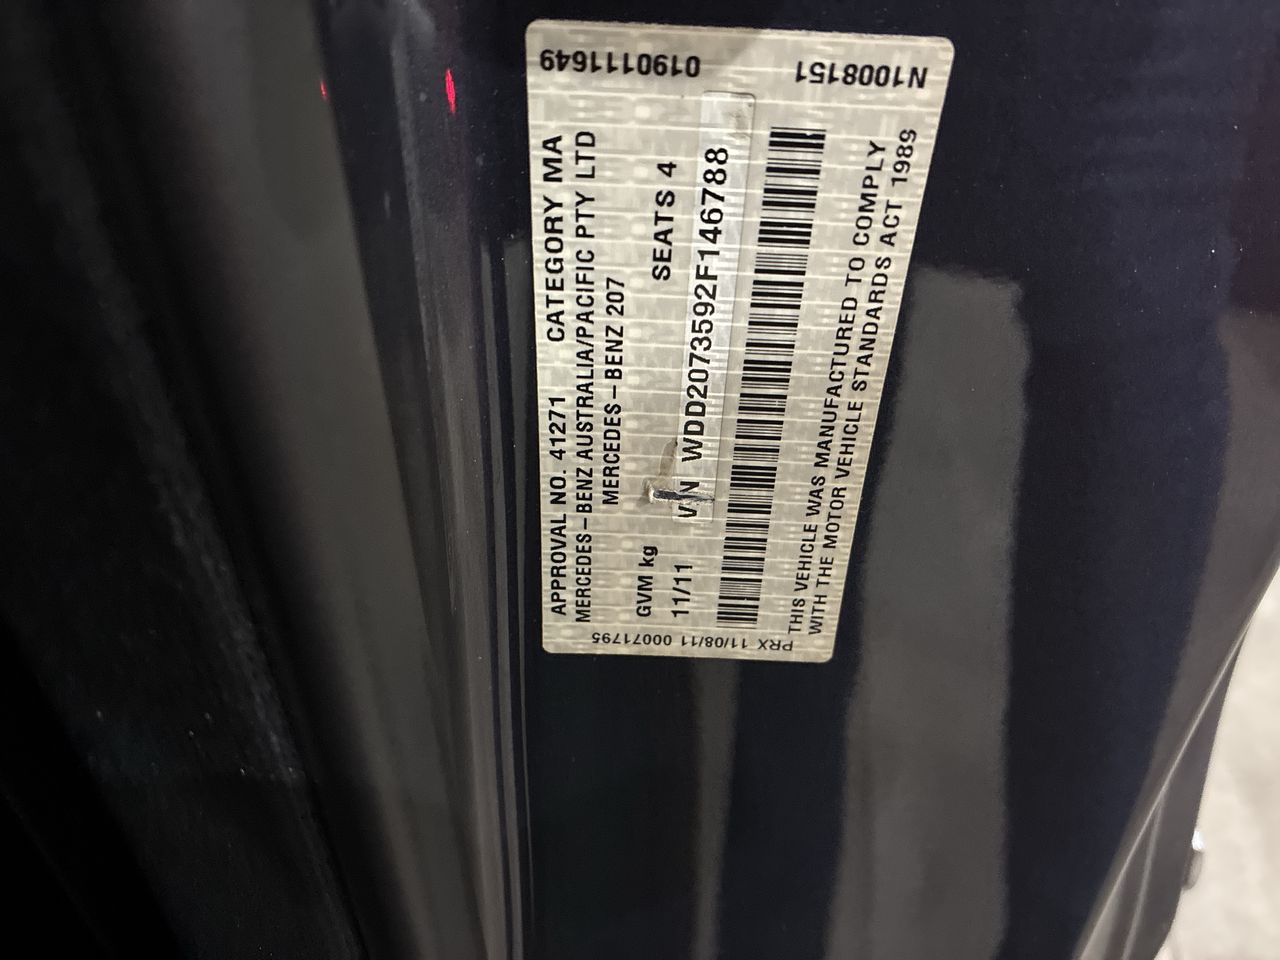 0190111649
N1008151
APPROVAL NO. 41271 CATEGORY MA
MERCEDES-BENZ AUSTRALIA/PACIFIC PTY LTD
MERCEDES-BENZ 207
GVM kg SEATS 4
11/11 VIN WDD2073592F146788
THIS VEHICLE WAS MANUFACTURED TO COMPLY
WITH THE MOTOR VEHICLE STANDARDS ACT 1989
PRX 11/08/11 00071795